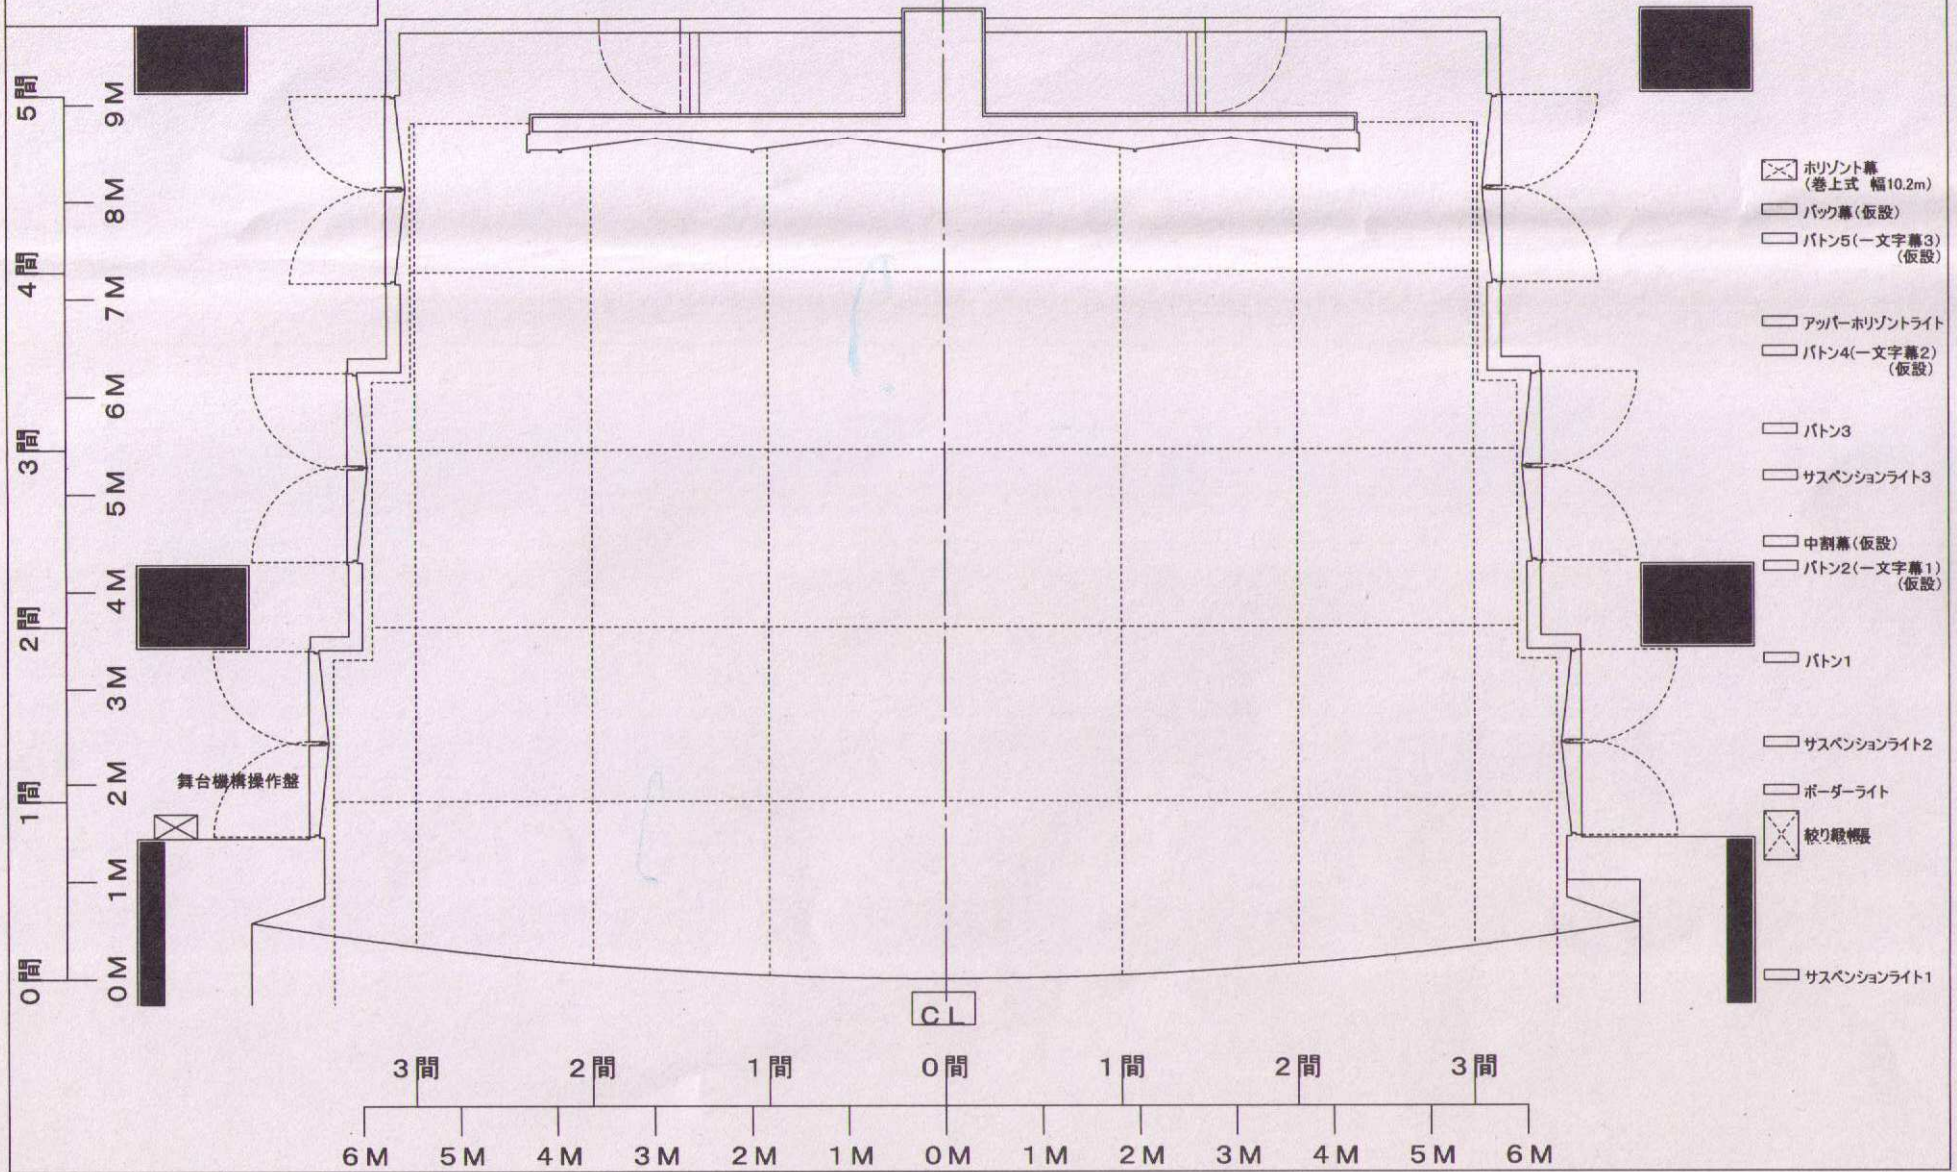 5間
4間
3間
2間
1間
0間
9M
8M
7M
6M
5M
4M
3M
2M
1M
0M
舞台機構操作盤
ホリゾント幕
(巻上式 幅10.2m)
バック幕(仮設)
バトン5(一文字幕3)
(仮設)
アッパーホリゾントライト
バトン4(一文字幕2)
(仮設)
バトン3
サスペンションライト3
中割幕(仮設)
バトン2(一文字幕1)
(仮設)
バトン1
サスペンションライト2
ボーダーライト
絞り緞帳
サスペンションライト1
CL
3間 2間 1間 0間 1間 2間 3間
6M 5M 4M 3M 2M 1M 0M 1M 2M 3M 4M 5M 6M